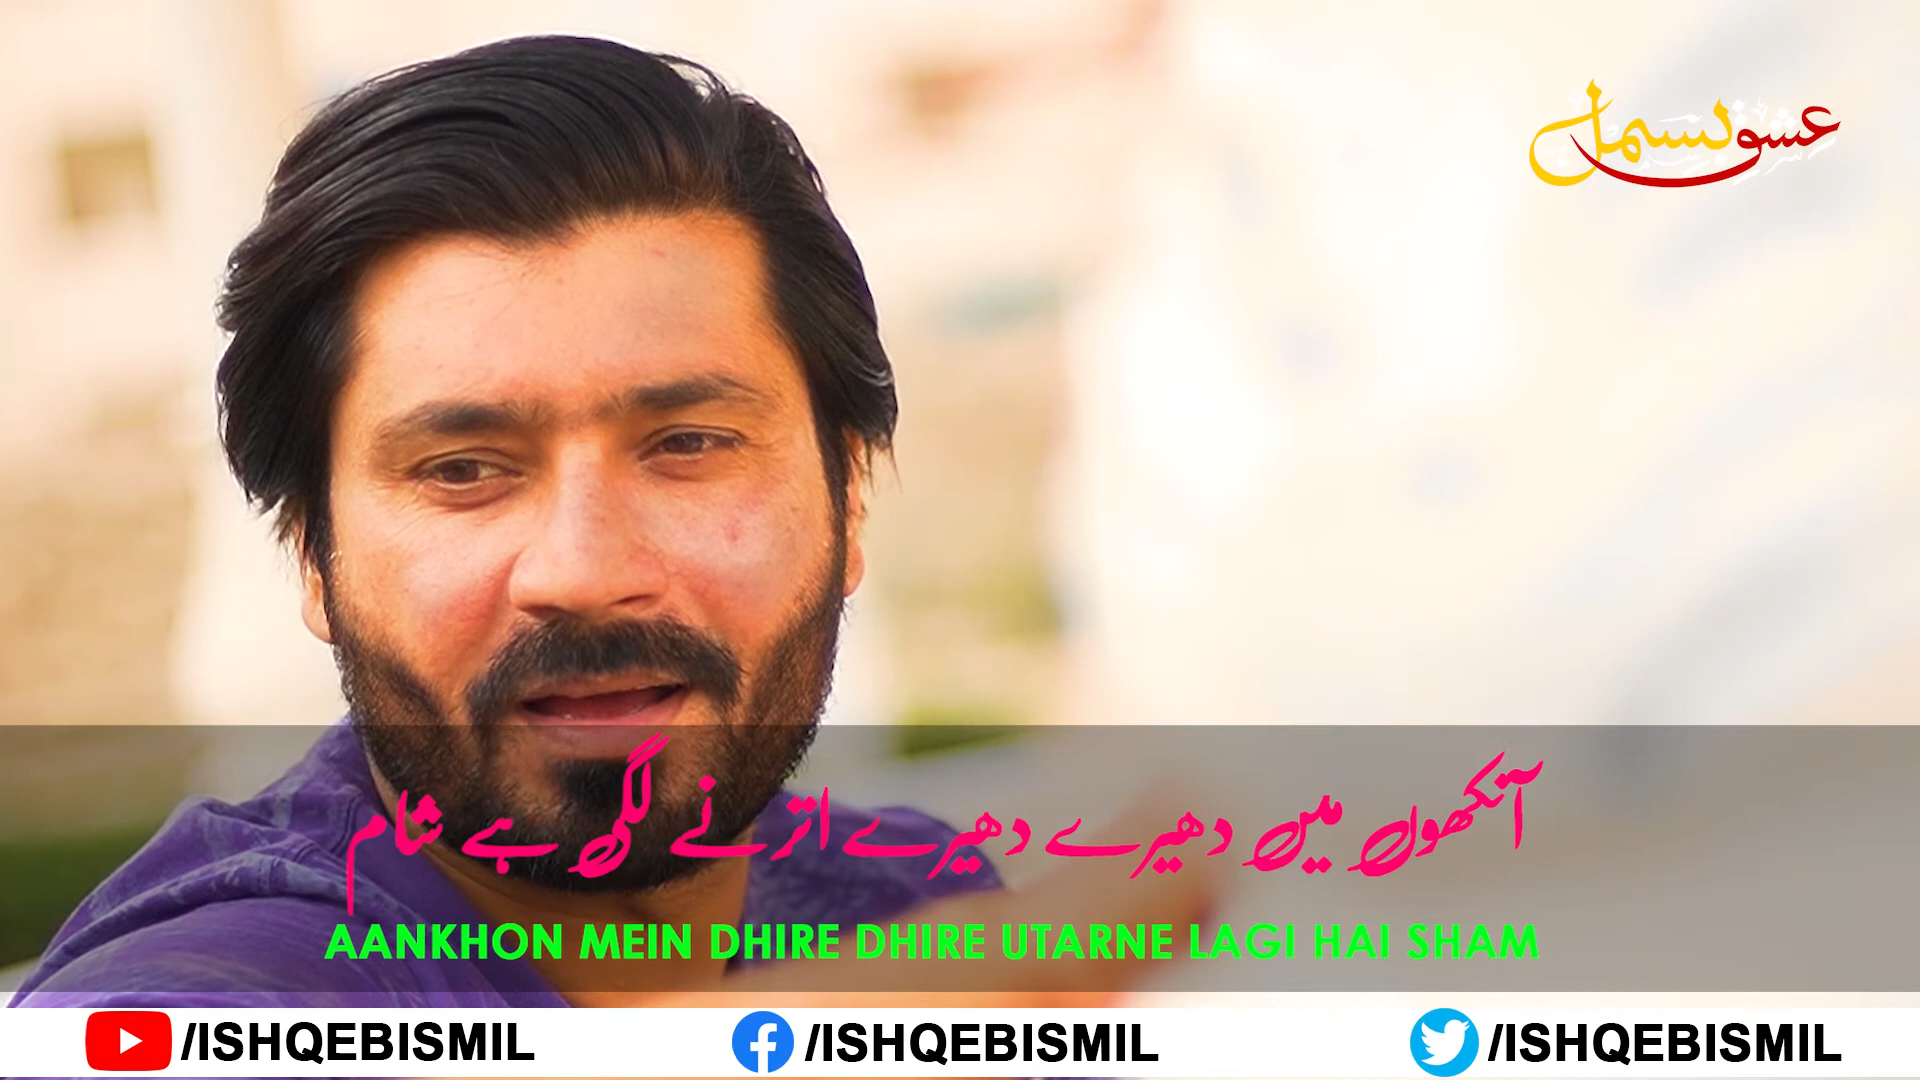 عشق بسمل
آنکھوں میں دھیرے دھیرے اترنے لگی ہے شام
AANKHON MEIN DHIRE DHIRE UTARNE LAGI HAI SHAM
/ISHQEBISMIL /ISHQEBISMIL /ISHQEBISMIL